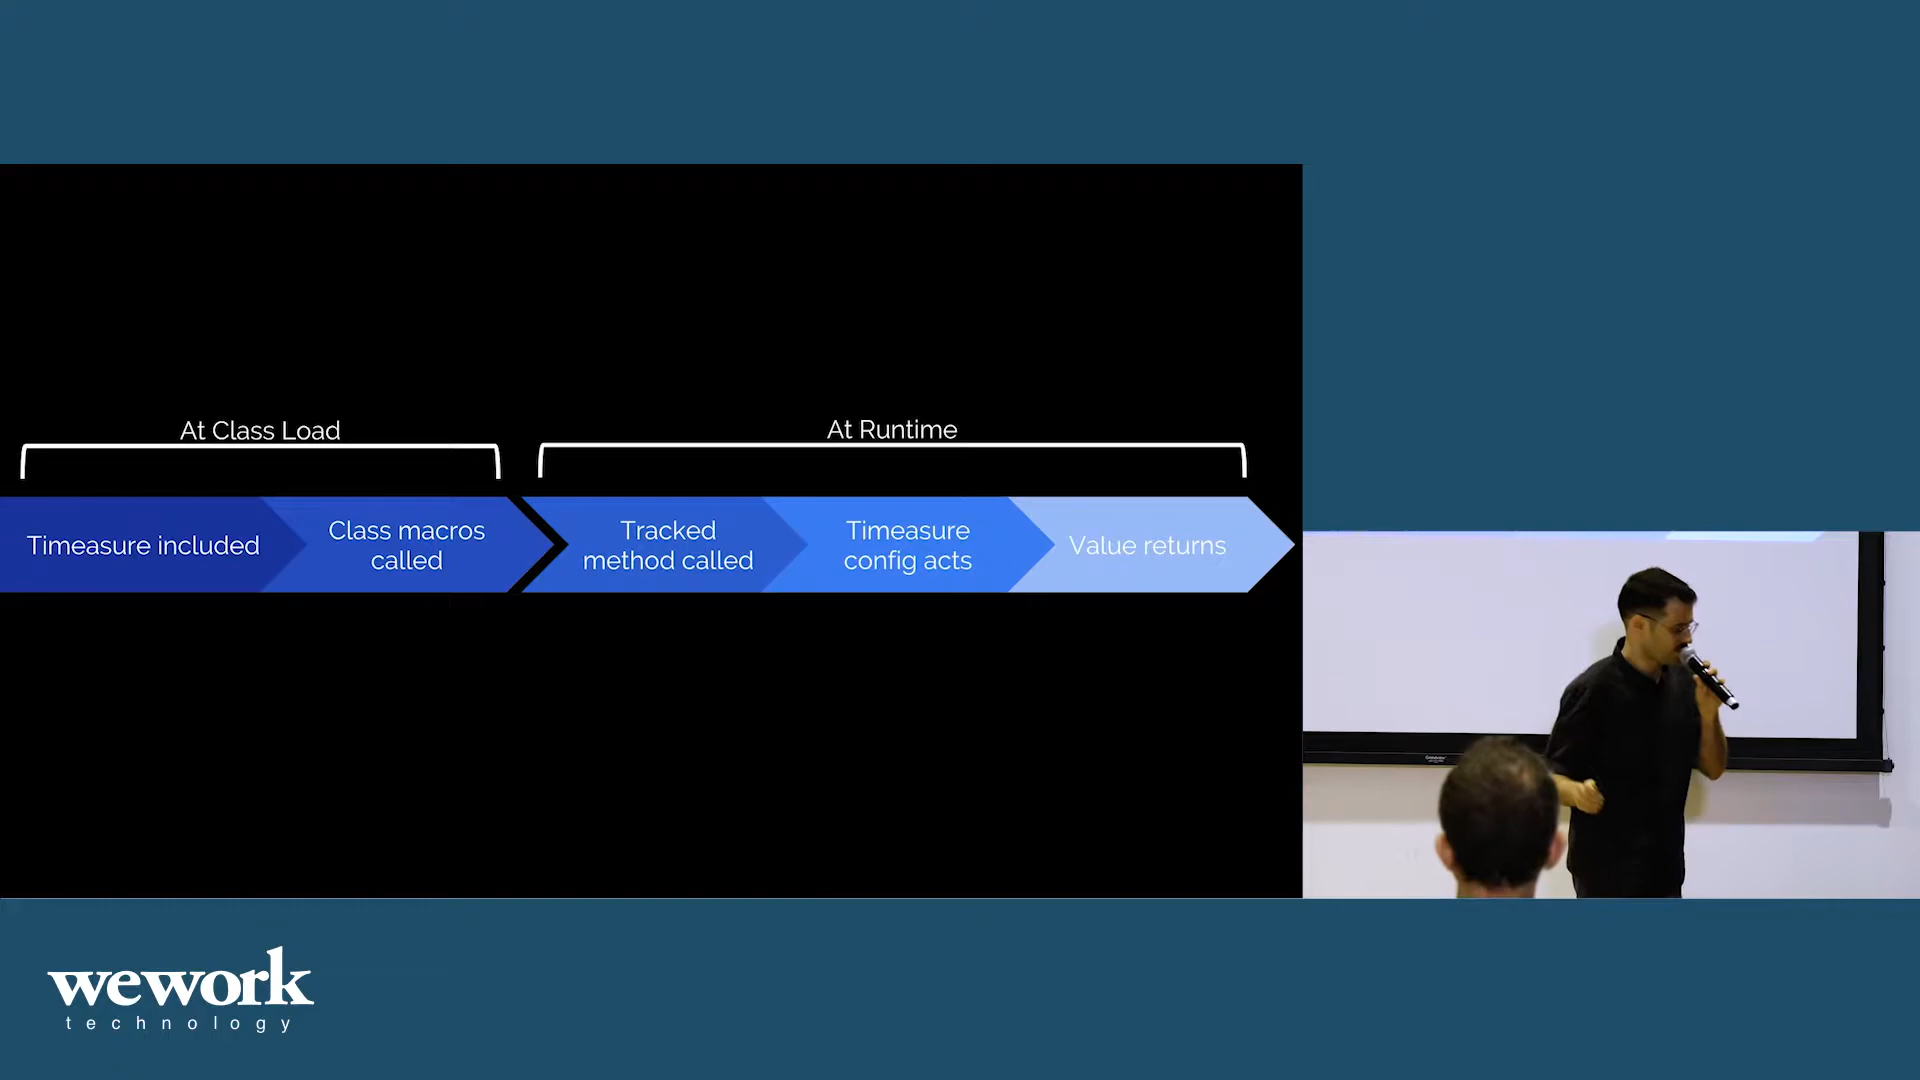 At Class Load
At Runtime
Timeasure included
Class macros
called
Tracked
method called
Timeasure
config acts
Value returns
wework
technology